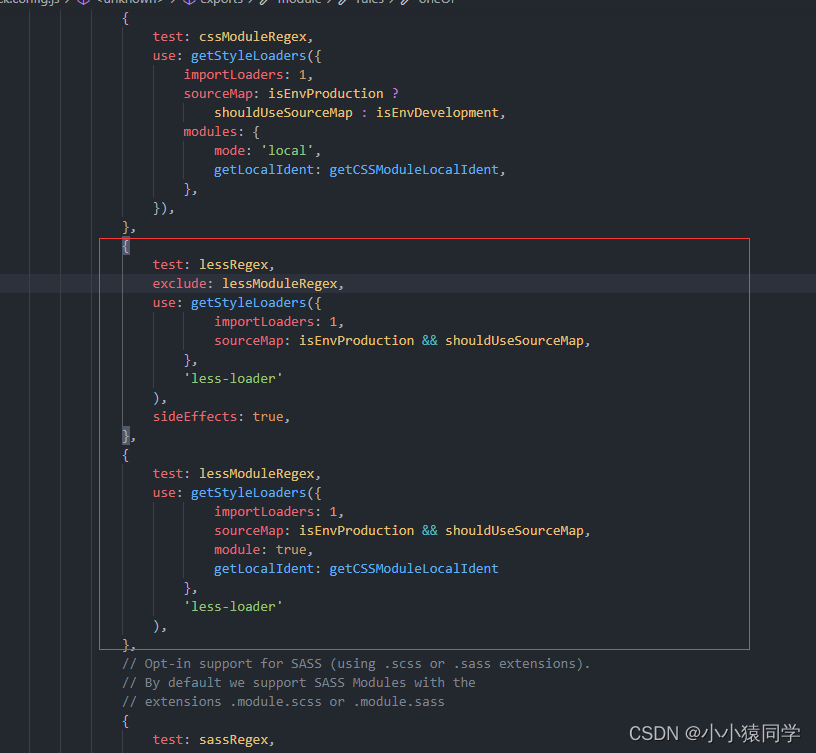 ck.config.js > <unknown> > exports > module > rules > oneOf
{
test: cssModuleRegex,
use: getStyleLoaders({
importLoaders: 1,
sourceMap: isEnvProduction ?
shouldUseSourceMap : isEnvDevelopment,
modules: {
mode: 'local',
getLocalIdent: getCSSModuleLocalIdent,
},
}),
},
{
test: lessRegex,
exclude: lessModuleRegex,
use: getStyleLoaders({
importLoaders: 1,
sourceMap: isEnvProduction && shouldUseSourceMap,
},
'less-loader'
),
sideEffects: true,
},
{
test: lessModuleRegex,
use: getStyleLoaders({
importLoaders: 1,
sourceMap: isEnvProduction && shouldUseSourceMap,
module: true,
getLocalIdent: getCSSModuleLocalIdent
},
'less-loader'
),
},
// Opt-in support for SASS (using .scss or .sass extensions).
// By default we support SASS Modules with the
// extensions .module.scss or .module.sass
{
test: sassRegex,
CSDN @小小猿同学